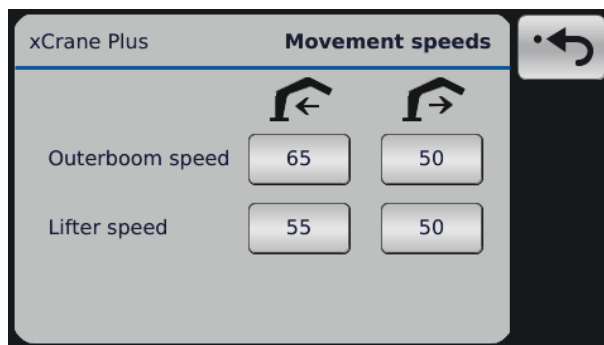 xCrane Plus Movement speeds
Outerboom speed 65 50
Lifter speed 55 50